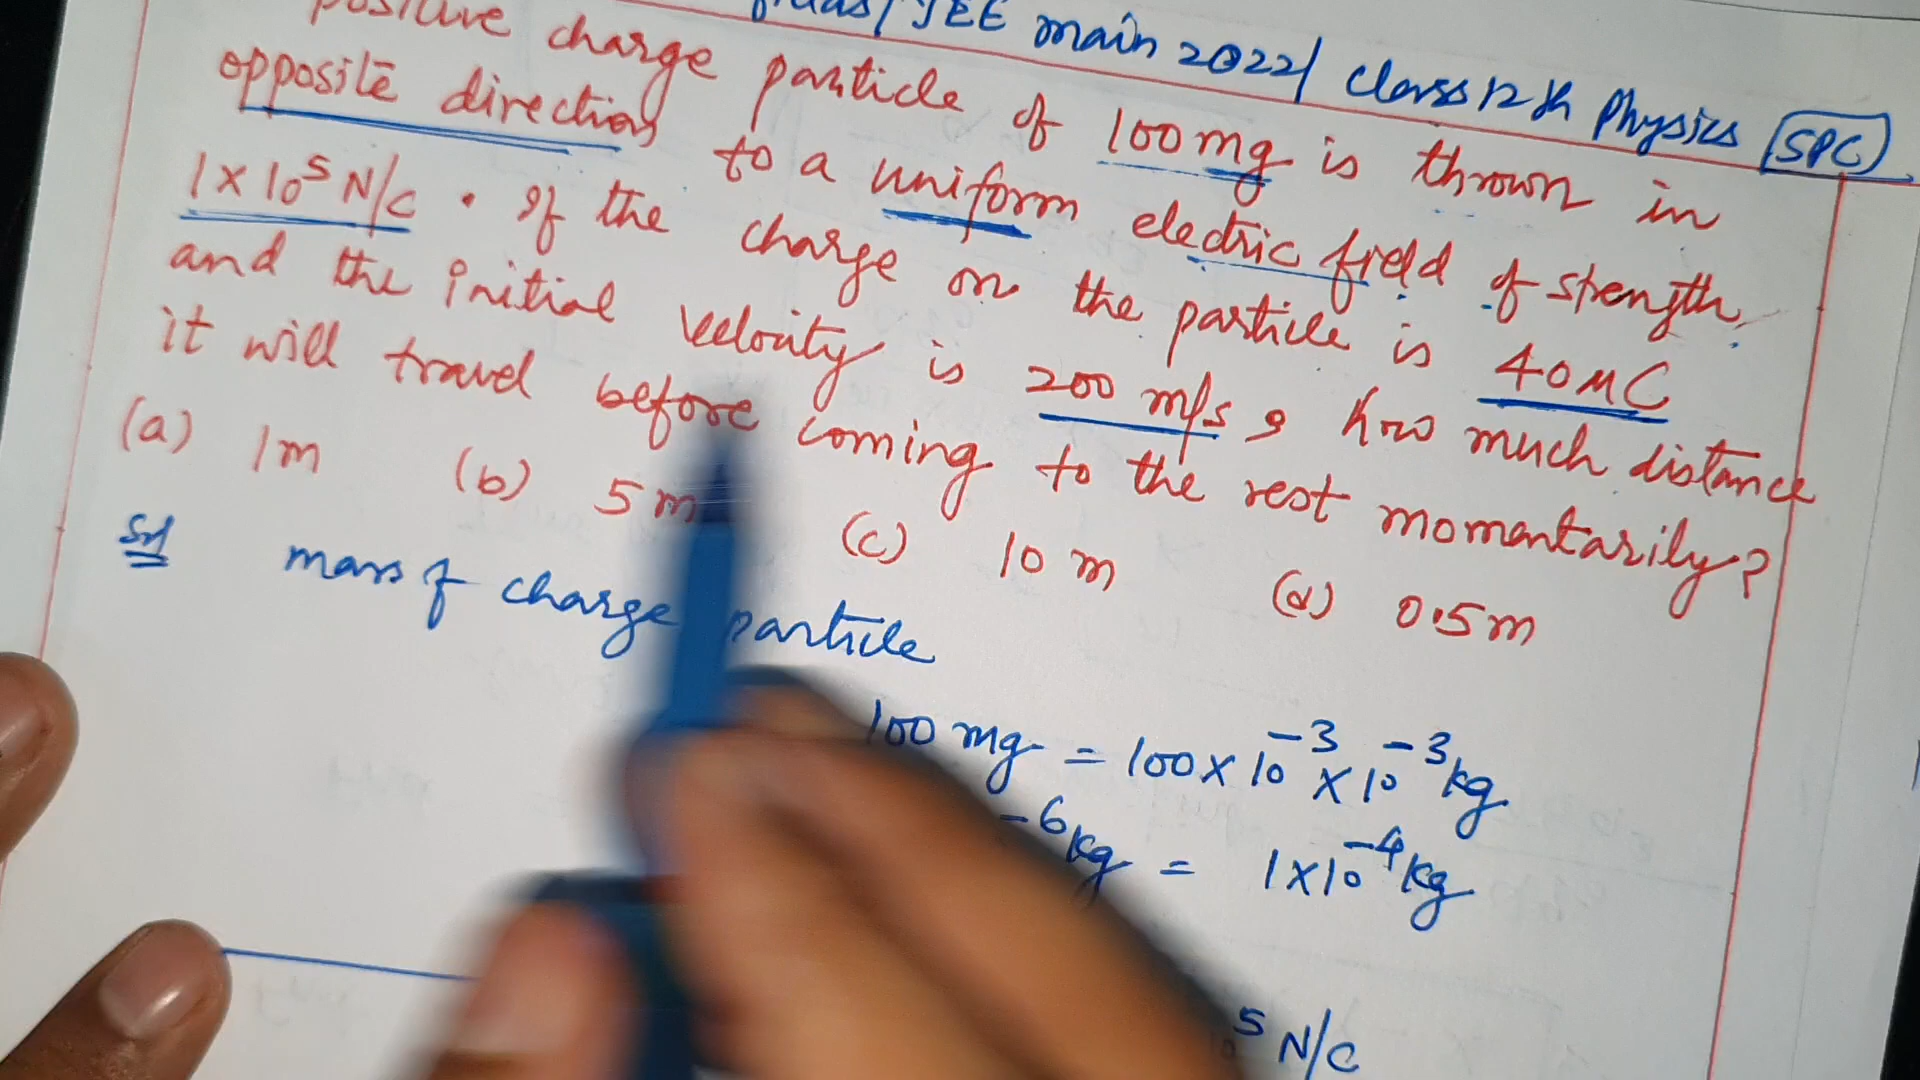 JEE main 2022/ Class 12th Physics SPC
positive charge particle of 100 mg is thrown in
opposite direction to a uniform electric field of strength
1 x 10⁵ N/C . If the charge on the particle is 40 μC
and the initial velocity is 200 m/s, how much distance
it will travel before coming to the rest momentarily?
(a) 1m (b) 5m (c) 10 m (d) 0.5m
Sol mass of charge particle
100 mg = 100 x 10⁻³ x 10⁻³ kg
⁻⁶ kg = 1 x 10⁻⁴ kg
⁵ N/C